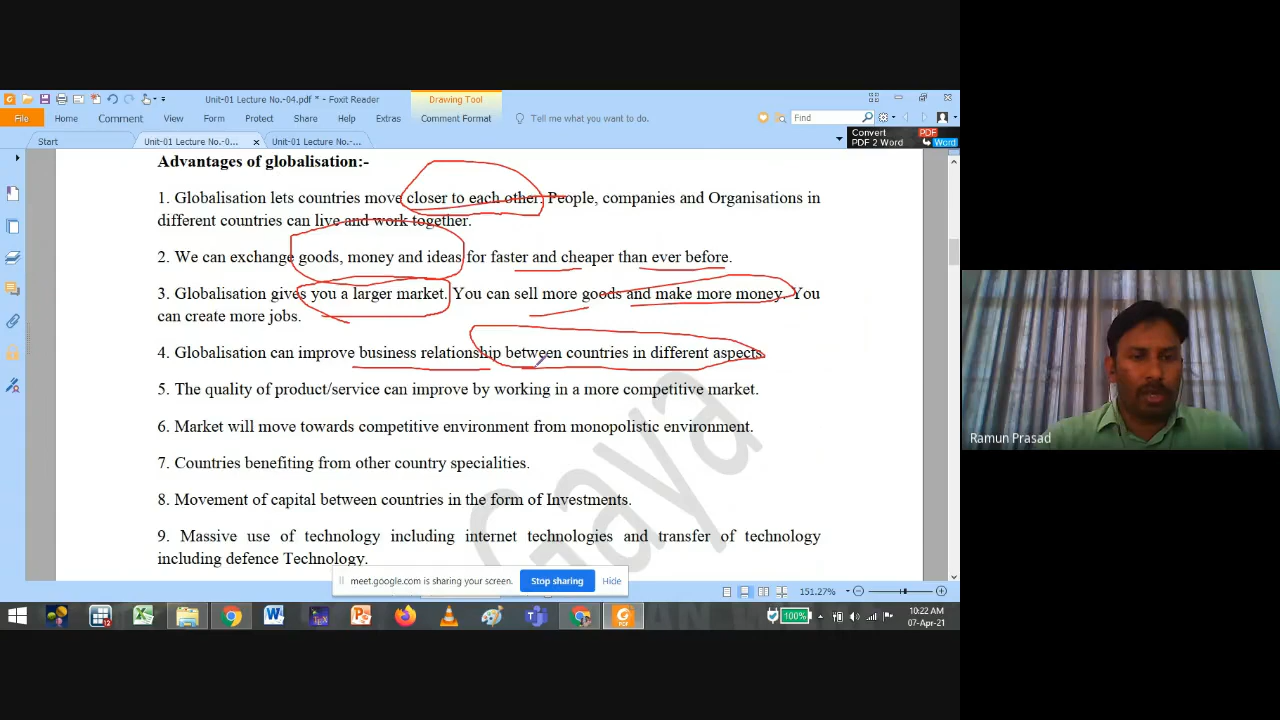 Unit-01 Lecture No.-04.pdf * - Foxit Reader
Drawing Tool
File Home Comment View Form Protect Share Help Extras Comment Format Tell me what you want to do. Find
Start Unit-01 Lecture No.-0... Unit-01 Lecture No.-...
Convert PDF
PDF 2 Word Word
Advantages of globalisation:-
1. Globalisation lets countries move closer to each other. People, companies and Organisations in
different countries can live and work together.
2. We can exchange goods, money and ideas for faster and cheaper than ever before.
3. Globalisation gives you a larger market. You can sell more goods and make more money. You
can create more jobs.
4. Globalisation can improve business relationship between countries in different aspects.
5. The quality of product/service can improve by working in a more competitive market.
6. Market will move towards competitive environment from monopolistic environment.
7. Countries benefiting from other country specialities.
8. Movement of capital between countries in the form of Investments.
9. Massive use of technology including internet technologies and transfer of technology
including defence Technology.
Gaya
Ramun Prasad
meet.google.com is sharing your screen. Stop sharing Hide
151.27%
100%
10:22 AM
07-Apr-21